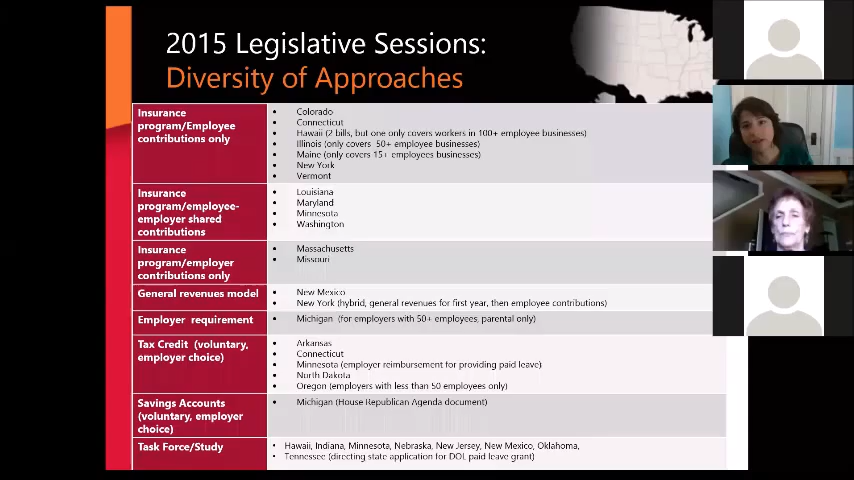 2015 Legislative Sessions:
Diversity of Approaches
Insurance
program/Employee
contributions only
• Colorado
• Connecticut
• Hawaii (2 bills, but one only covers workers in 100+ employee businesses)
• Illinois (only covers 50+ employee businesses)
• Maine (only covers 15+ employees businesses)
• New York
• Vermont
Insurance
program/employee-
employer shared
contributions
• Louisiana
• Maryland
• Minnesota
• Washington
Insurance
program/employer
contributions only
• Massachusetts
• Missouri
General revenues model
• New Mexico
• New York (hybrid, general revenues for first year, then employee contributions)
Employer requirement
• Michigan (for employers with 50+ employees, parental only)
Tax Credit (voluntary,
employer choice)
• Arkansas
• Connecticut
• Minnesota (employer reimbursement for providing paid leave)
• North Dakota
• Oregon (employers with less than 50 employees only)
Savings Accounts
(voluntary, employer
choice)
• Michigan (House Republican Agenda document)
Task Force/Study
• Hawaii, Indiana, Minnesota, Nebraska, New Jersey, New Mexico, Oklahoma,
• Tennessee (directing state application for DOL paid leave grant)